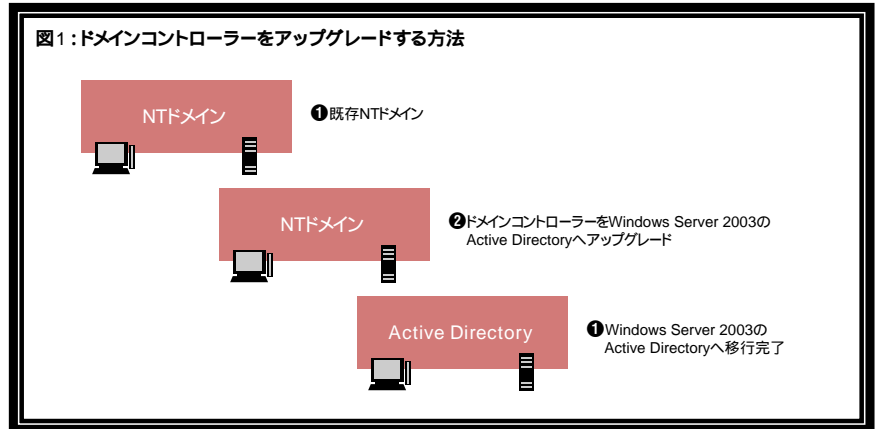 図1:ドメインコントローラーをアップグレードする方法
NTドメイン
❶既存NTドメイン
NTドメイン
❷ドメインコントローラーをWindows Server 2003の
Active Directoryへアップグレード
Active Directory
❶Windows Server 2003の
Active Directoryへ移行完了